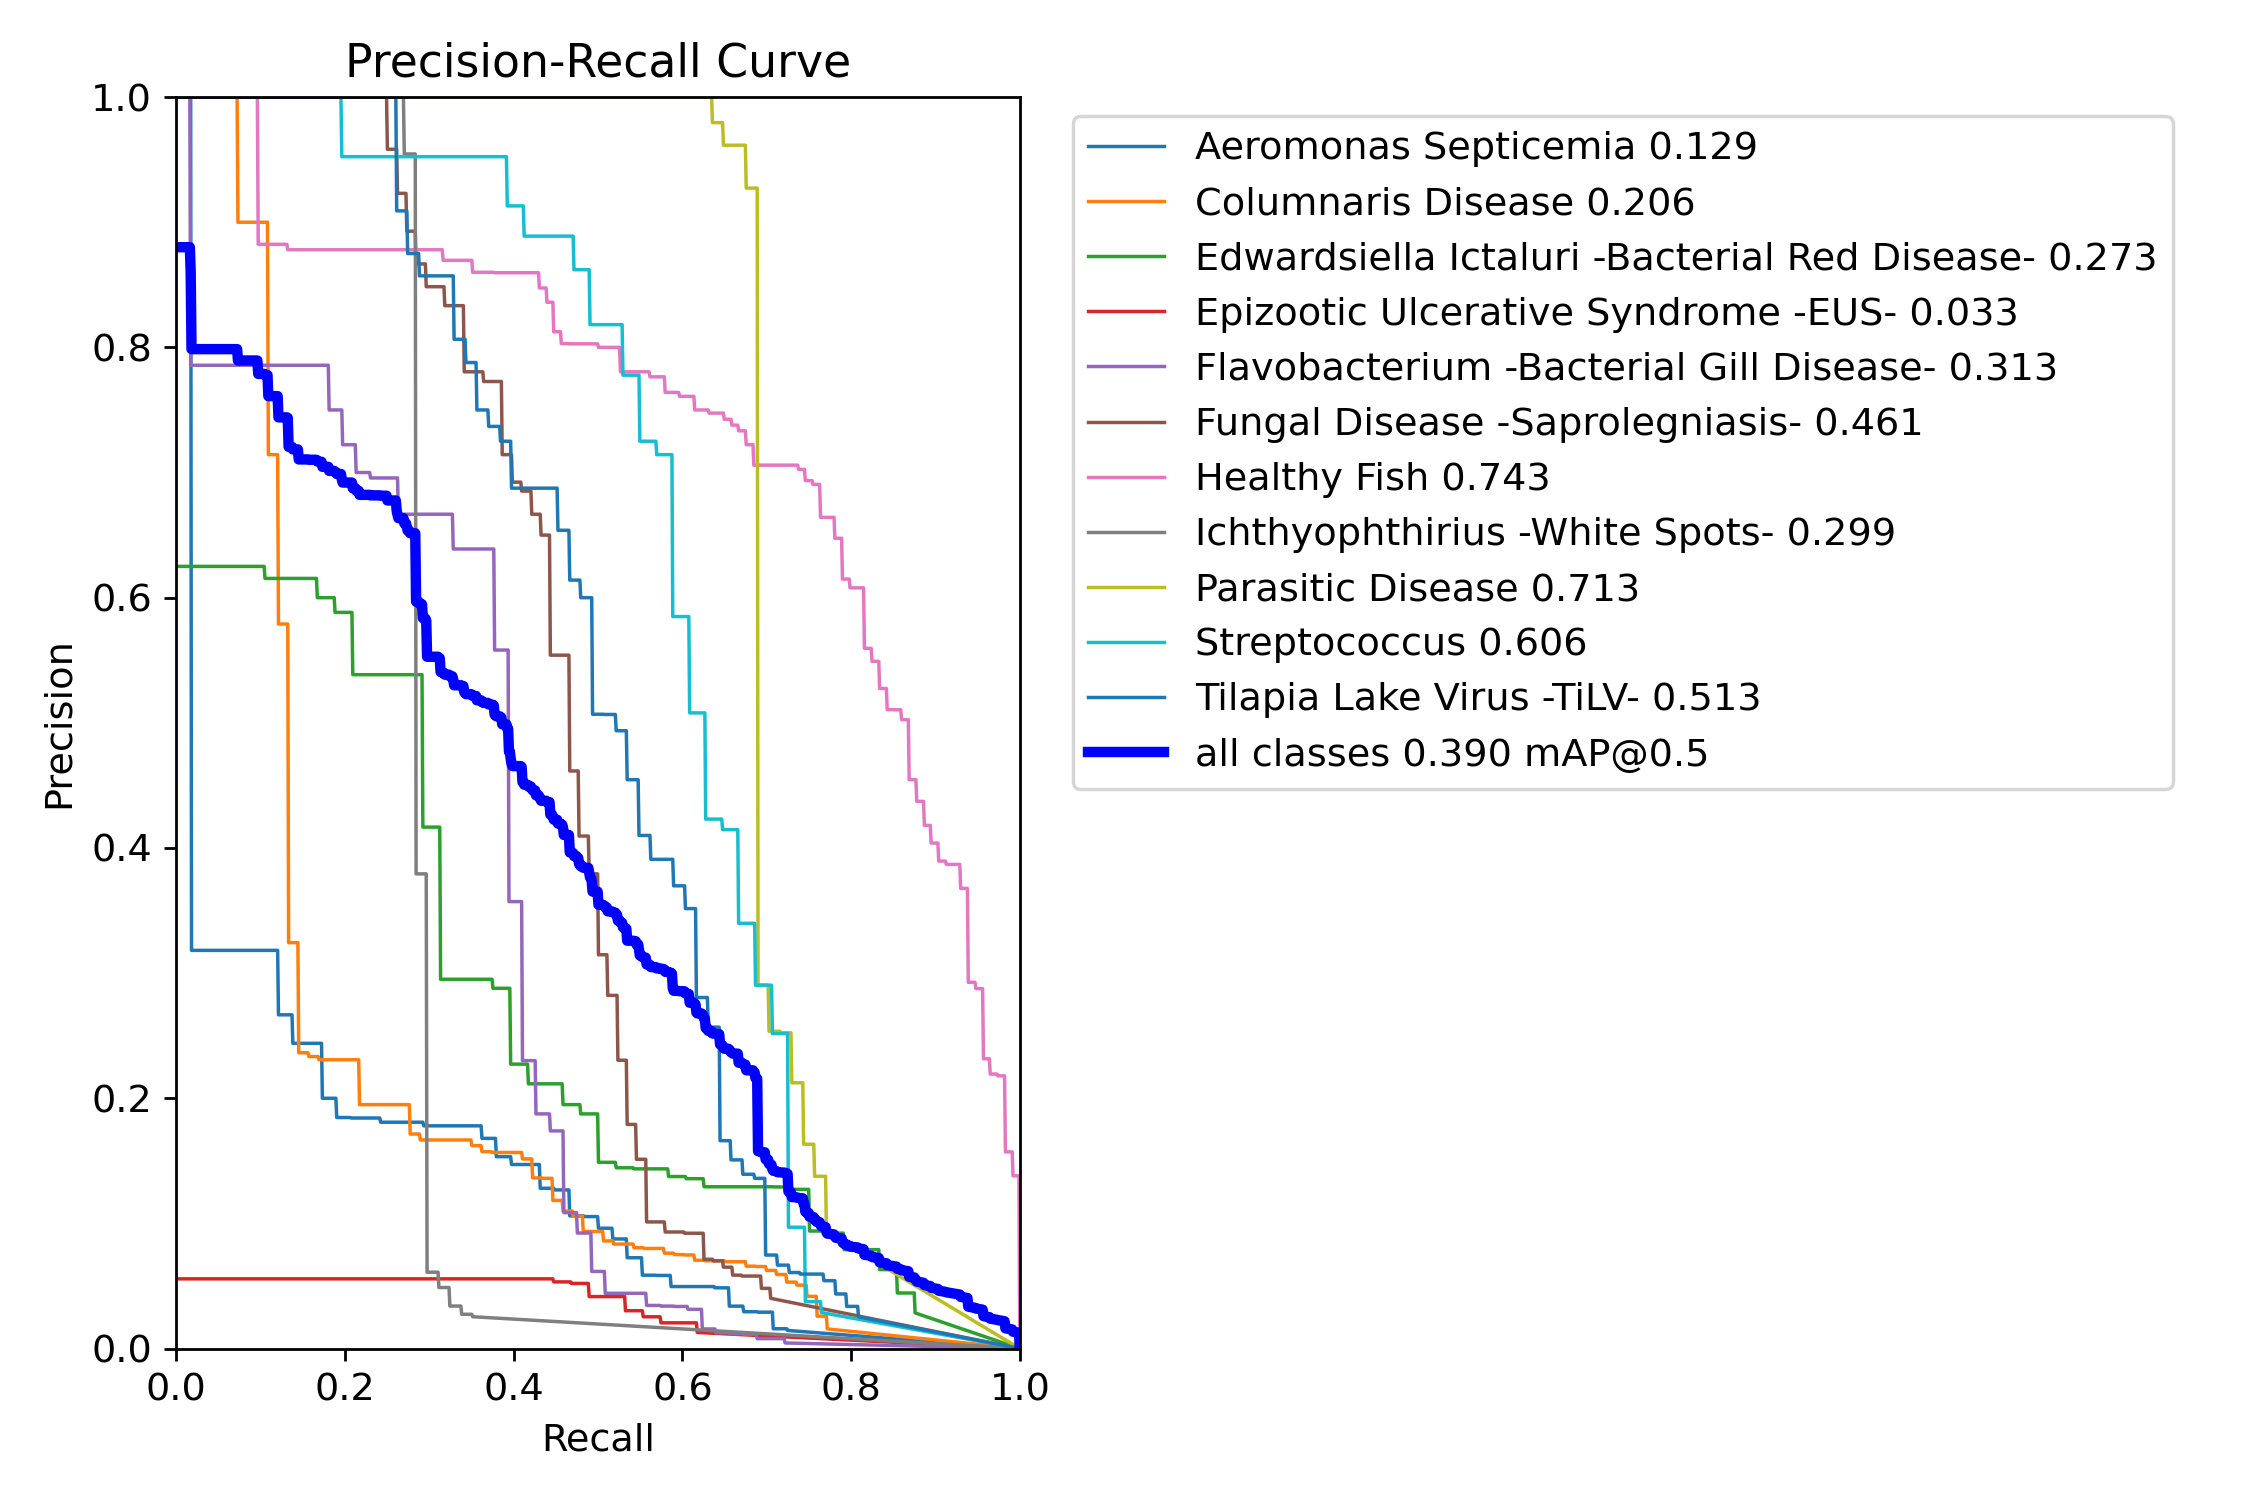 Precision-Recall Curve
1.0
0.8
0.6
0.4
0.2
0.0
Precision
0.0 0.2 0.4 0.6 0.8 1.0
Recall
Aeromonas Septicemia 0.129
Columnaris Disease 0.206
Edwardsiella Ictaluri -Bacterial Red Disease- 0.273
Epizootic Ulcerative Syndrome -EUS- 0.033
Flavobacterium -Bacterial Gill Disease- 0.313
Fungal Disease -Saprolegniasis- 0.461
Healthy Fish 0.743
Ichthyophthirius -White Spots- 0.299
Parasitic Disease 0.713
Streptococcus 0.606
Tilapia Lake Virus -TiLV- 0.513
all classes 0.390 mAP@0.5